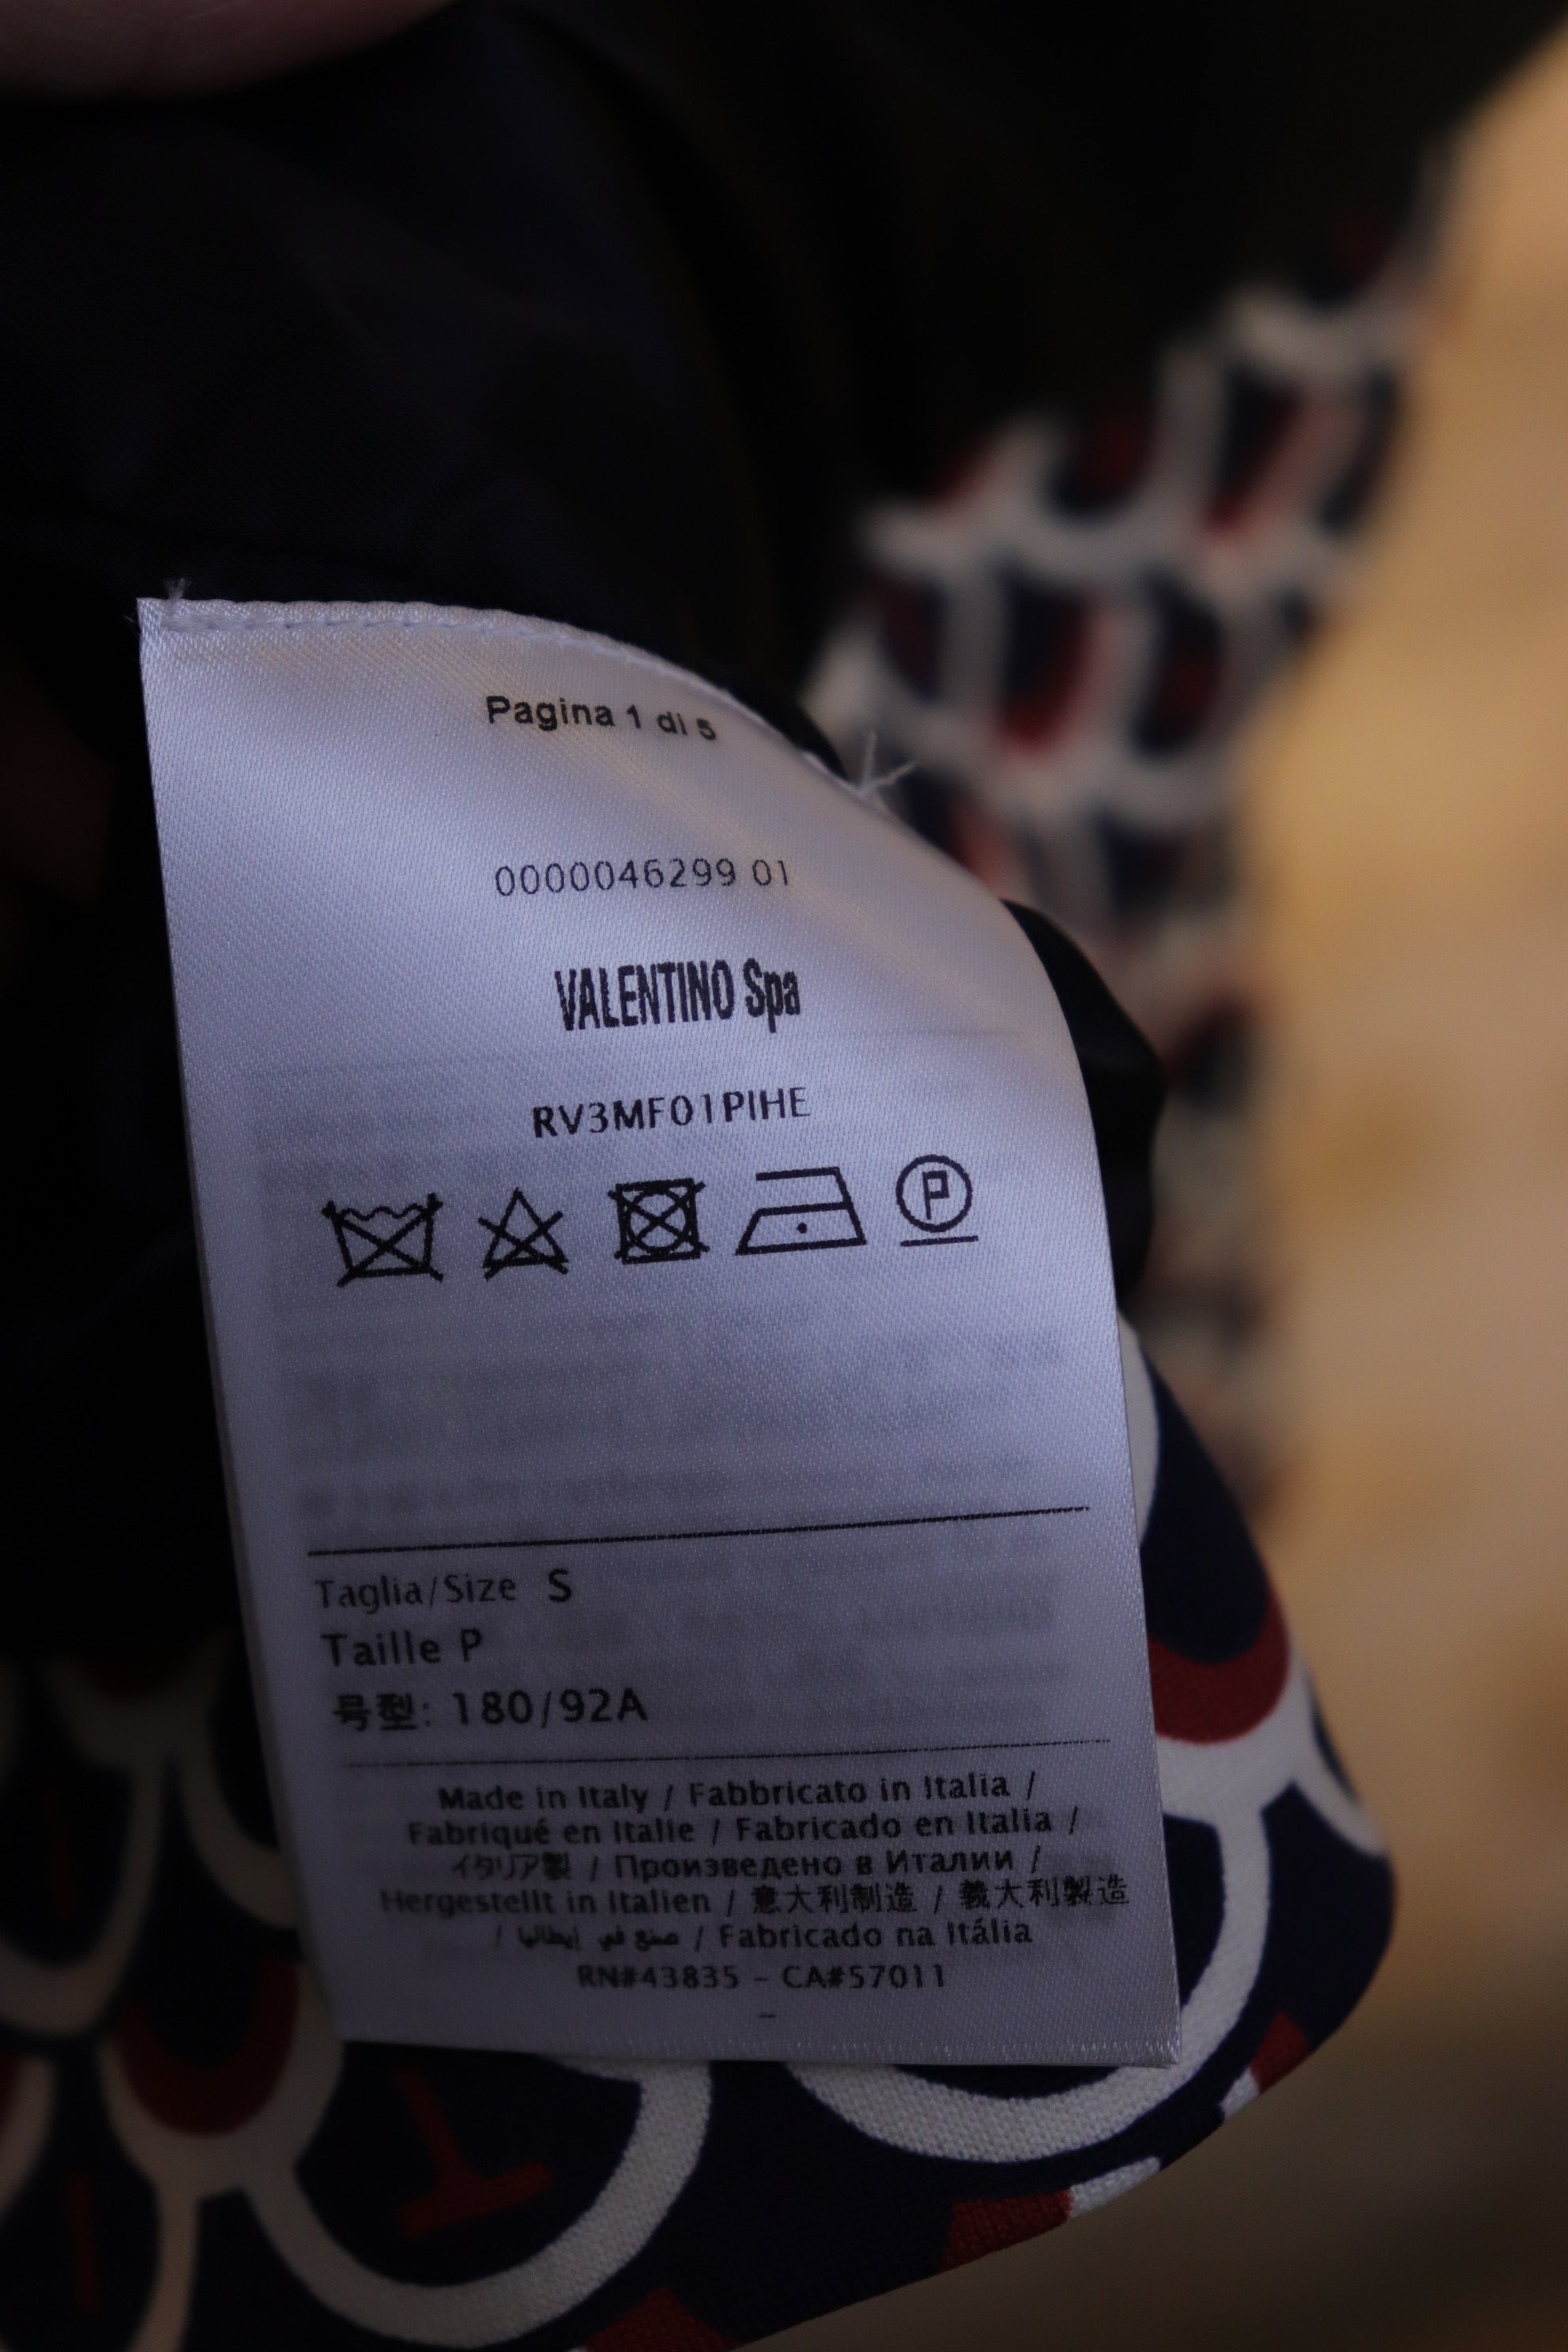 Pagina 1 di 5
0000046299 01
VALENTINO Spa
RV3MF01PIHE
P
Taglia/Size S
Taille P
号型: 180/92A
Made in Italy / Fabbricato in Italia /
Fabriqué en Italie / Fabricado en Italia /
イタリア製 / Произведено в Италии /
Hergestellt in Italien / 意大利制造 / 義大利製造
/ صنع في إيطاليا / Fabricado na Itália
RN#43835 - CA#57011
-